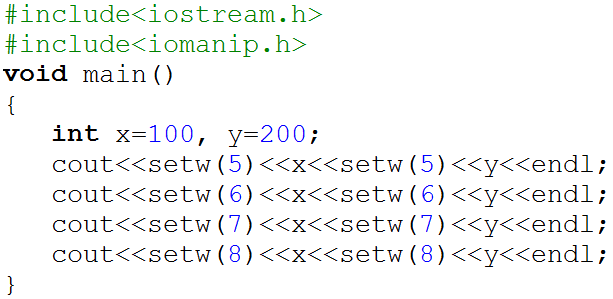 #include<iostream.h>
#include<iomanip.h>
void main()
{
int x=100, y=200;
cout<<setw(5)<<x<<setw(5)<<y<<endl;
cout<<setw(6)<<x<<setw(6)<<y<<endl;
cout<<setw(7)<<x<<setw(7)<<y<<endl;
cout<<setw(8)<<x<<setw(8)<<y<<endl;
}